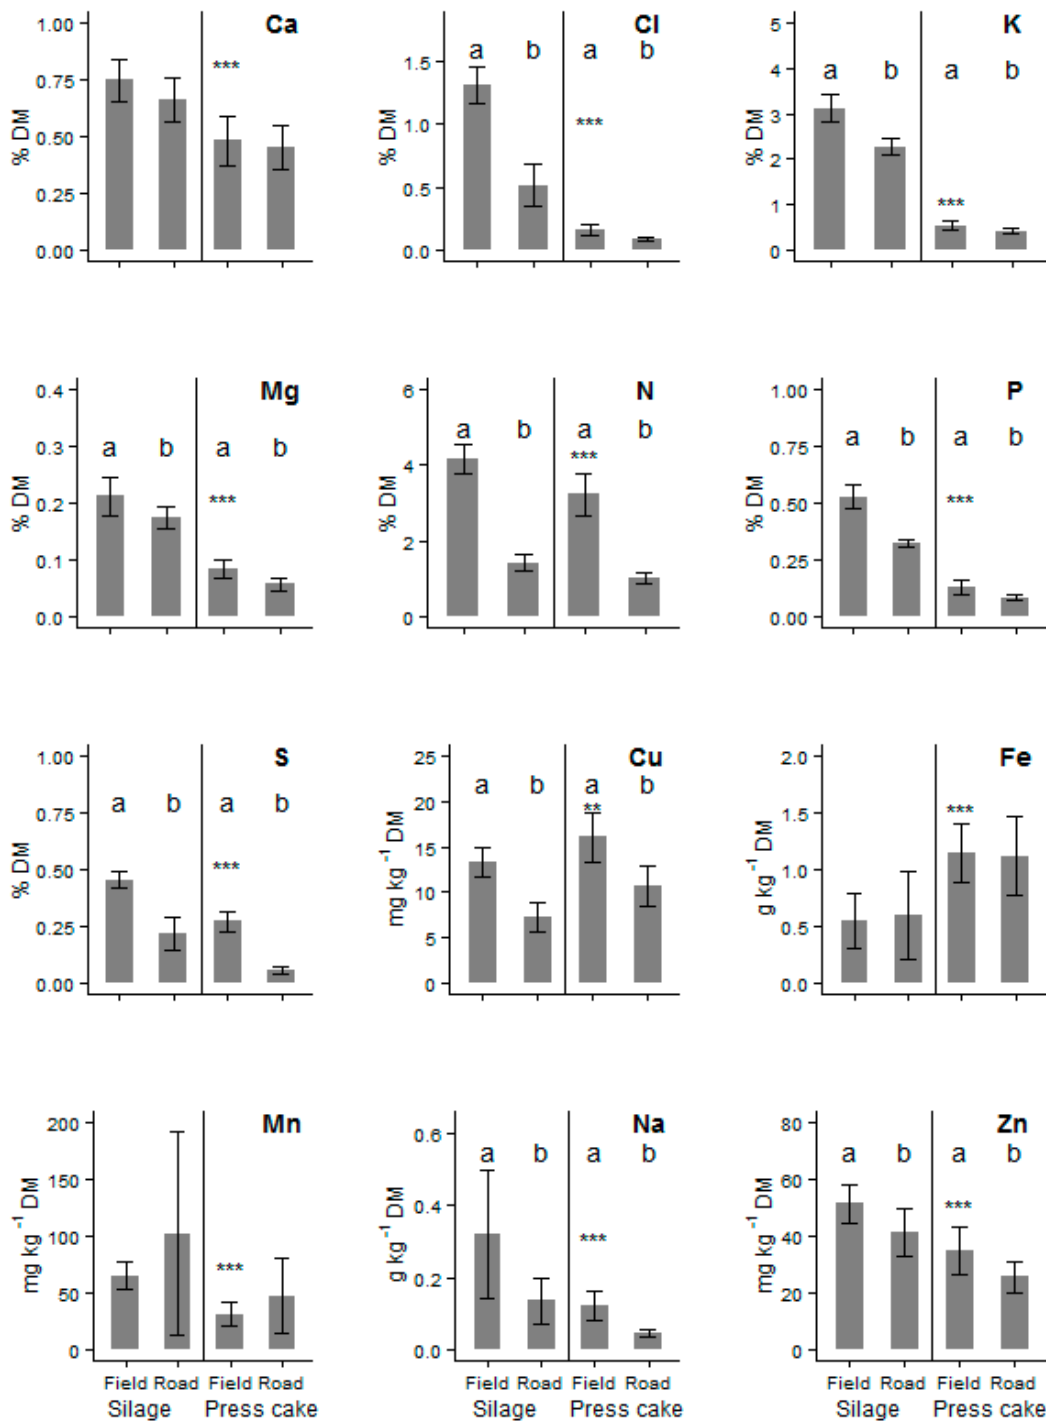 Ca
% DM
1.00
0.75
0.50
0.25
0.00
***
Cl
% DM
1.5
1.0
0.5
0.0
a b a b
***
K
% DM
5
4
3
2
1
0
a b a b
***
Mg
% DM
0.4
0.3
0.2
0.1
0.0
a b a b
***
N
% DM
6
4
2
0
a b a b
***
P
% DM
1.00
0.75
0.50
0.25
0.00
a b a b
***
S
% DM
1.00
0.75
0.50
0.25
0.00
a b a b
***
Cu
mg kg⁻¹ DM
25
20
15
10
5
0
a b a b
**
Fe
g kg⁻¹ DM
2.0
1.5
1.0
0.5
0.0
***
Mn
mg kg⁻¹ DM
200
150
100
50
0
***
Field Road Field Road
Silage Press cake
Na
g kg⁻¹ DM
0.6
0.4
0.2
0.0
a b a b
***
Field Road Field Road
Silage Press cake
Zn
mg kg⁻¹ DM
80
60
40
20
0
a b a b
***
Field Road Field Road
Silage Press cake